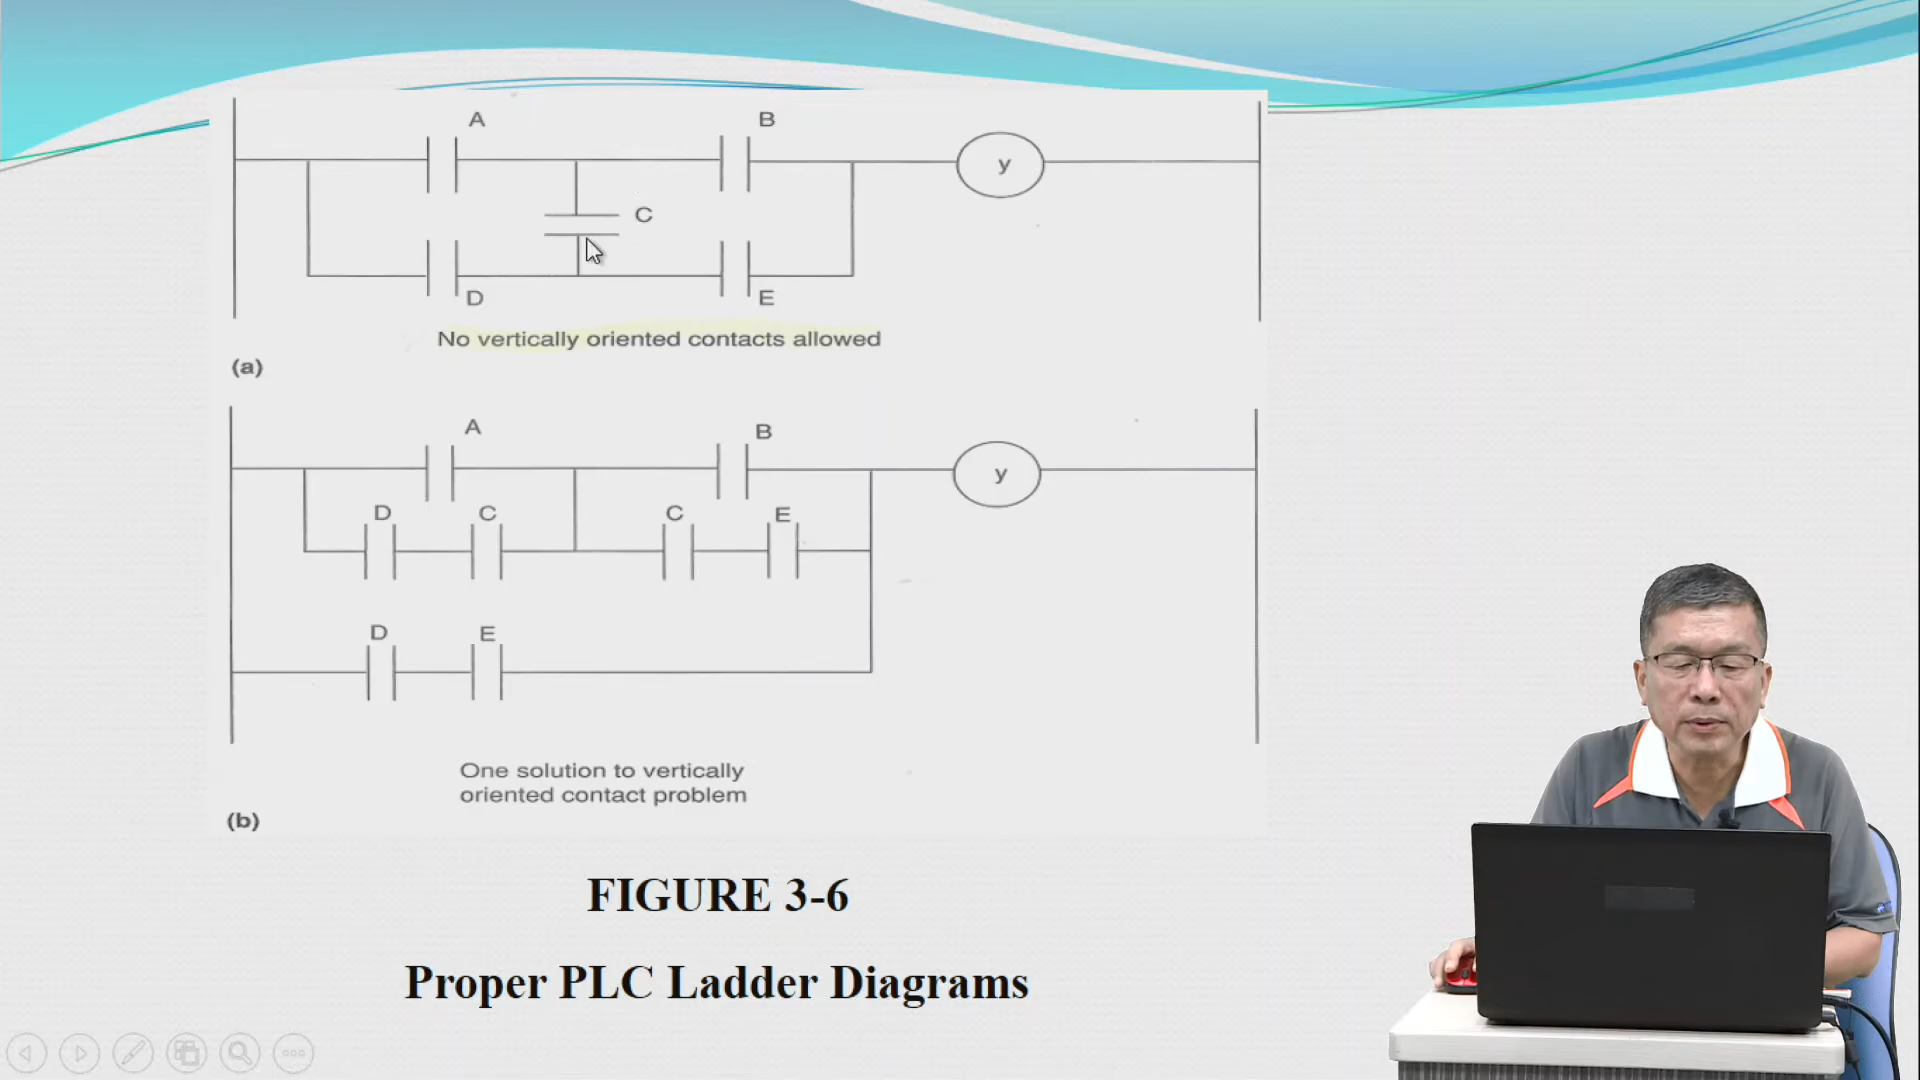 A
B
y
C
D
E
No vertically oriented contacts allowed
(a)
A
B
y
D
C
C
E
D
E
One solution to vertically
oriented contact problem
(b)
FIGURE 3-6
Proper PLC Ladder Diagrams